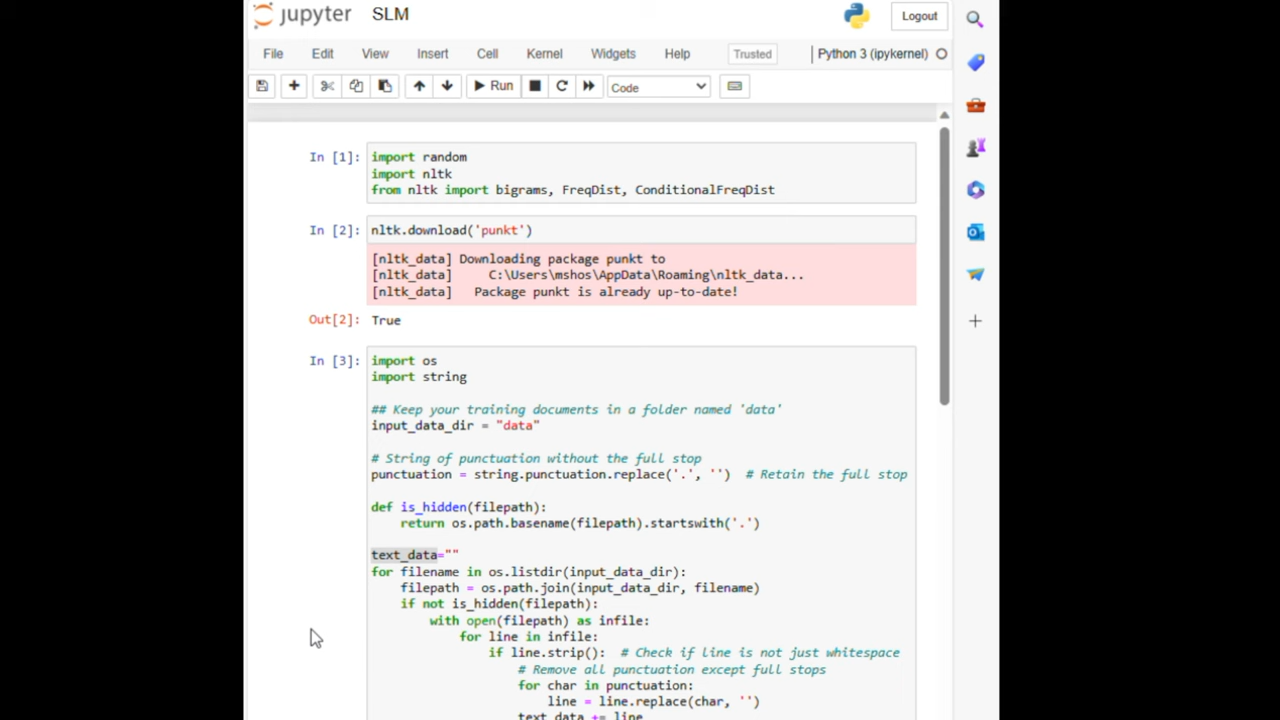 jupyter SLM Logout
File Edit View Insert Cell Kernel Widgets Help Trusted Python 3 (ipykernel)
Run Code
In [1]: import random
import nltk
from nltk import bigrams, FreqDist, ConditionalFreqDist
In [2]: nltk.download('punkt')
[nltk_data] Downloading package punkt to
[nltk_data]     C:\Users\mshos\AppData\Roaming\nltk_data...
[nltk_data]   Package punkt is already up-to-date!
Out[2]: True
In [3]: import os
import string
## Keep your training documents in a folder named 'data'
input_data_dir = "data"
# String of punctuation without the full stop
punctuation = string.punctuation.replace('.', '')  # Retain the full stop
def is_hidden(filepath):
    return os.path.basename(filepath).startswith('.')
text_data=""
for filename in os.listdir(input_data_dir):
    filepath = os.path.join(input_data_dir, filename)
    if not is_hidden(filepath):
        with open(filepath) as infile:
            for line in infile:
                if line.strip():  # Check if line is not just whitespace
                    # Remove all punctuation except full stops
                    for char in punctuation:
                        line = line.replace(char, '')
                    text_data += line